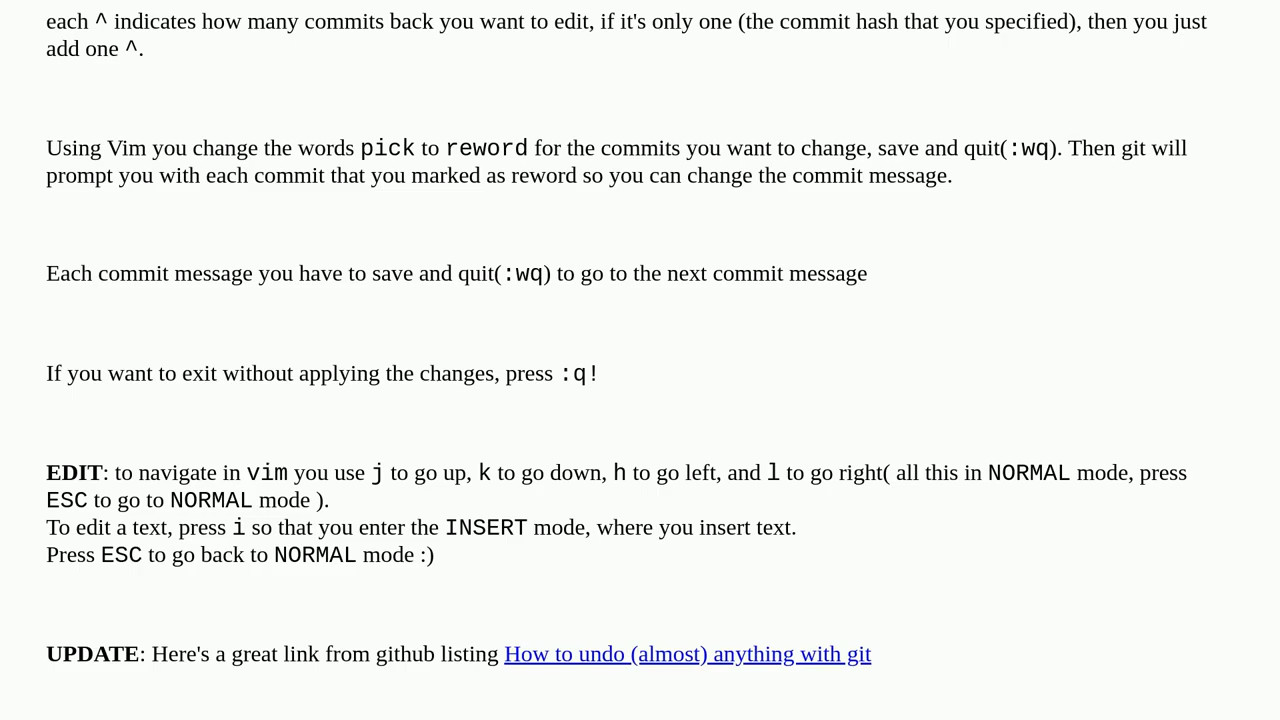 each ^ indicates how many commits back you want to edit, if it's only one (the commit hash that you specified), then you just
add one ^.
Using Vim you change the words pick to reword for the commits you want to change, save and quit(:wq). Then git will
prompt you with each commit that you marked as reword so you can change the commit message.
Each commit message you have to save and quit(:wq) to go to the next commit message
If you want to exit without applying the changes, press :q!
EDIT: to navigate in vim you use j to go up, k to go down, h to go left, and l to go right( all this in NORMAL mode, press
ESC to go to NORMAL mode ).
To edit a text, press i so that you enter the INSERT mode, where you insert text.
Press ESC to go back to NORMAL mode :)
UPDATE: Here's a great link from github listing How to undo (almost) anything with git